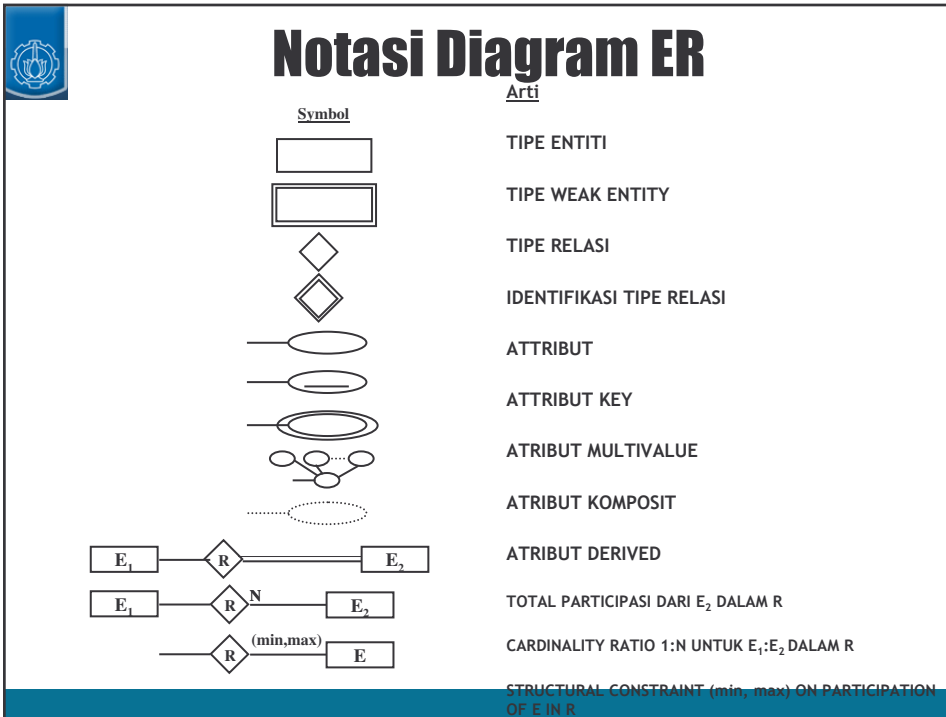 Notasi Diagram ER
Arti
Symbol
TIPE ENTITI
TIPE WEAK ENTITY
TIPE RELASI
IDENTIFIKASI TIPE RELASI
ATTRIBUT
ATTRIBUT KEY
ATRIBUT MULTIVALUE
ATRIBUT KOMPOSIT
ATRIBUT DERIVED
E₁ R E₂
TOTAL PARTICIPASI DARI E₂ DALAM R
E₁ R N E₂
CARDINALITY RATIO 1:N UNTUK E₁:E₂ DALAM R
R (min,max) E
STRUCTURAL CONSTRAINT (min, max) ON PARTICIPATION
OF E IN R